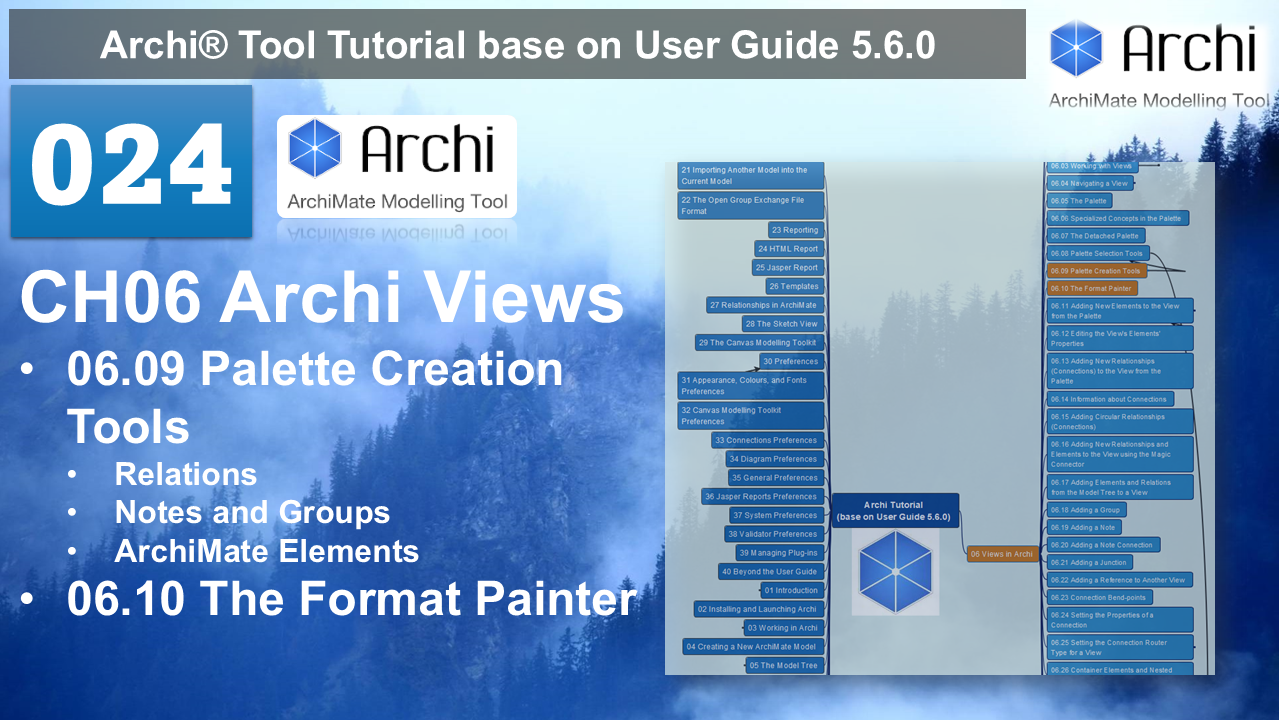 Archi® Tool Tutorial base on User Guide 5.6.0
Archi
ArchiMate Modelling Tool
024
Archi
ArchiMate Modelling Tool
CH06 Archi Views
• 06.09 Palette Creation
Tools
• Relations
• Notes and Groups
• ArchiMate Elements
• 06.10 The Format Painter
21 Importing Another Model into the
Current Model
22 The Open Group Exchange File
Format
23 Reporting
24 HTML Report
25 Jasper Report
26 Templates
27 Relationships in ArchiMate
28 The Sketch View
29 The Canvas Modelling Toolkit
30 Preferences
31 Appearance, Colours, and Fonts
Preferences
32 Canvas Modelling Toolkit
Preferences
33 Connections Preferences
34 Diagram Preferences
35 General Preferences
36 Jasper Reports Preferences
37 System Preferences
38 Validator Preferences
39 Managing Plug-ins
40 Beyond the User Guide
01 Introduction
02 Installing and Launching Archi
03 Working in Archi
04 Creating a New ArchiMate Model
05 The Model Tree
Archi Tutorial
(base on User Guide 5.6.0)
06 Views in Archi
06.03 Working with Views
06.04 Navigating a View
06.05 The Palette
06.06 Specialized Concepts in the Palette
06.07 The Detached Palette
06.08 Palette Selection Tools
06.09 Palette Creation Tools
06.10 The Format Painter
06.11 Adding New Elements to the View
from the Palette
06.12 Editing the View's Elements'
Properties
06.13 Adding New Relationships
(Connections) to the View from the
Palette
06.14 Information about Connections
06.15 Adding Circular Relationships
(Connections)
06.16 Adding New Relationships and
Elements to the View using the Magic
Connector
06.17 Adding Elements and Relations
from the Model Tree to a View
06.18 Adding a Group
06.19 Adding a Note
06.20 Adding a Note Connection
06.21 Adding a Junction
06.22 Adding a Reference to Another View
06.23 Connection Bend-points
06.24 Setting the Properties of a
Connection
06.25 Setting the Connection Router
Type for a View
06.26 Container Elements and Nested